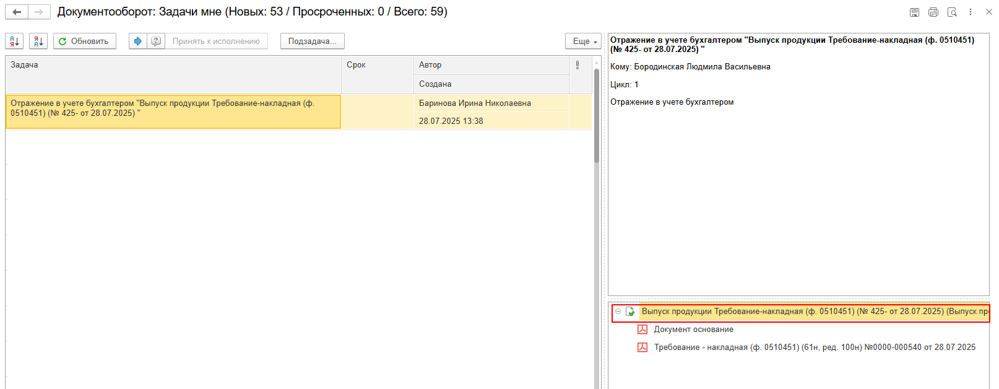 Документооборот: Задачи мне (Новых: 53 / Просроченных: 0 / Всего: 59)
А Я
Я А
Обновить
?
Принять к исполнению
Подзадача...
Еще
Задача
Срок
Автор
Создана
Отражение в учете бухгалтером "Выпуск продукции Требование-накладная (ф.
0510451) (№ 425- от 28.07.2025) "
Баринова Ирина Николаевна
28.07.2025 13:38
Отражение в учете бухгалтером "Выпуск продукции Требование-накладная (ф. 0510451)
(№ 425- от 28.07.2025) "
Кому: Бородинская Людмила Васильевна
Цикл: 1
Отражение в учете бухгалтером
Выпуск продукции Требование-накладная (ф. 0510451) (№ 425- от 28.07.2025) (Выпуск пр
Документ основание
Требование - накладная (ф. 0510451) (61н, ред. 100н) №0000-000540 от 28.07.2025